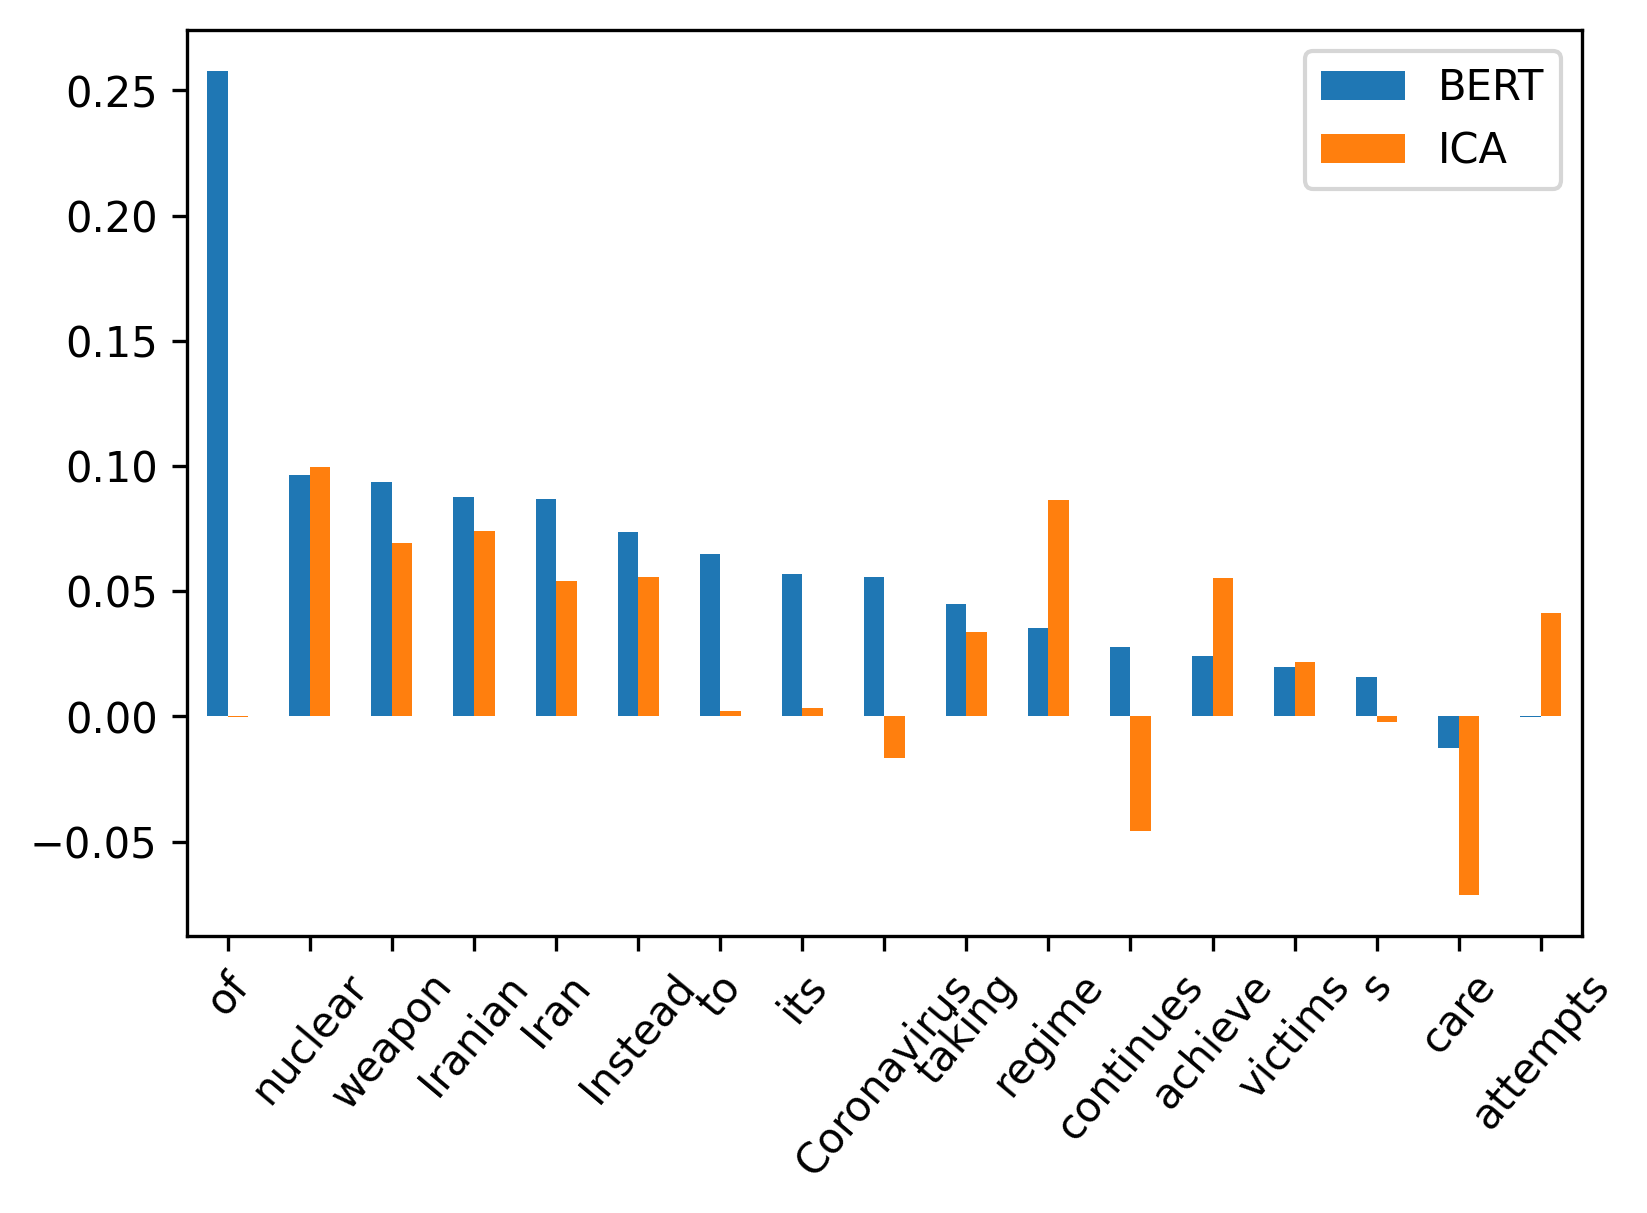 0.25
0.20
0.15
0.10
0.05
0.00
−0.05
BERT
ICA
of
nuclear
weapon
Iranian
Iran
Instead
to
its
Coronavirus
taking
regime
continues
achieve
victims
s
care
attempts